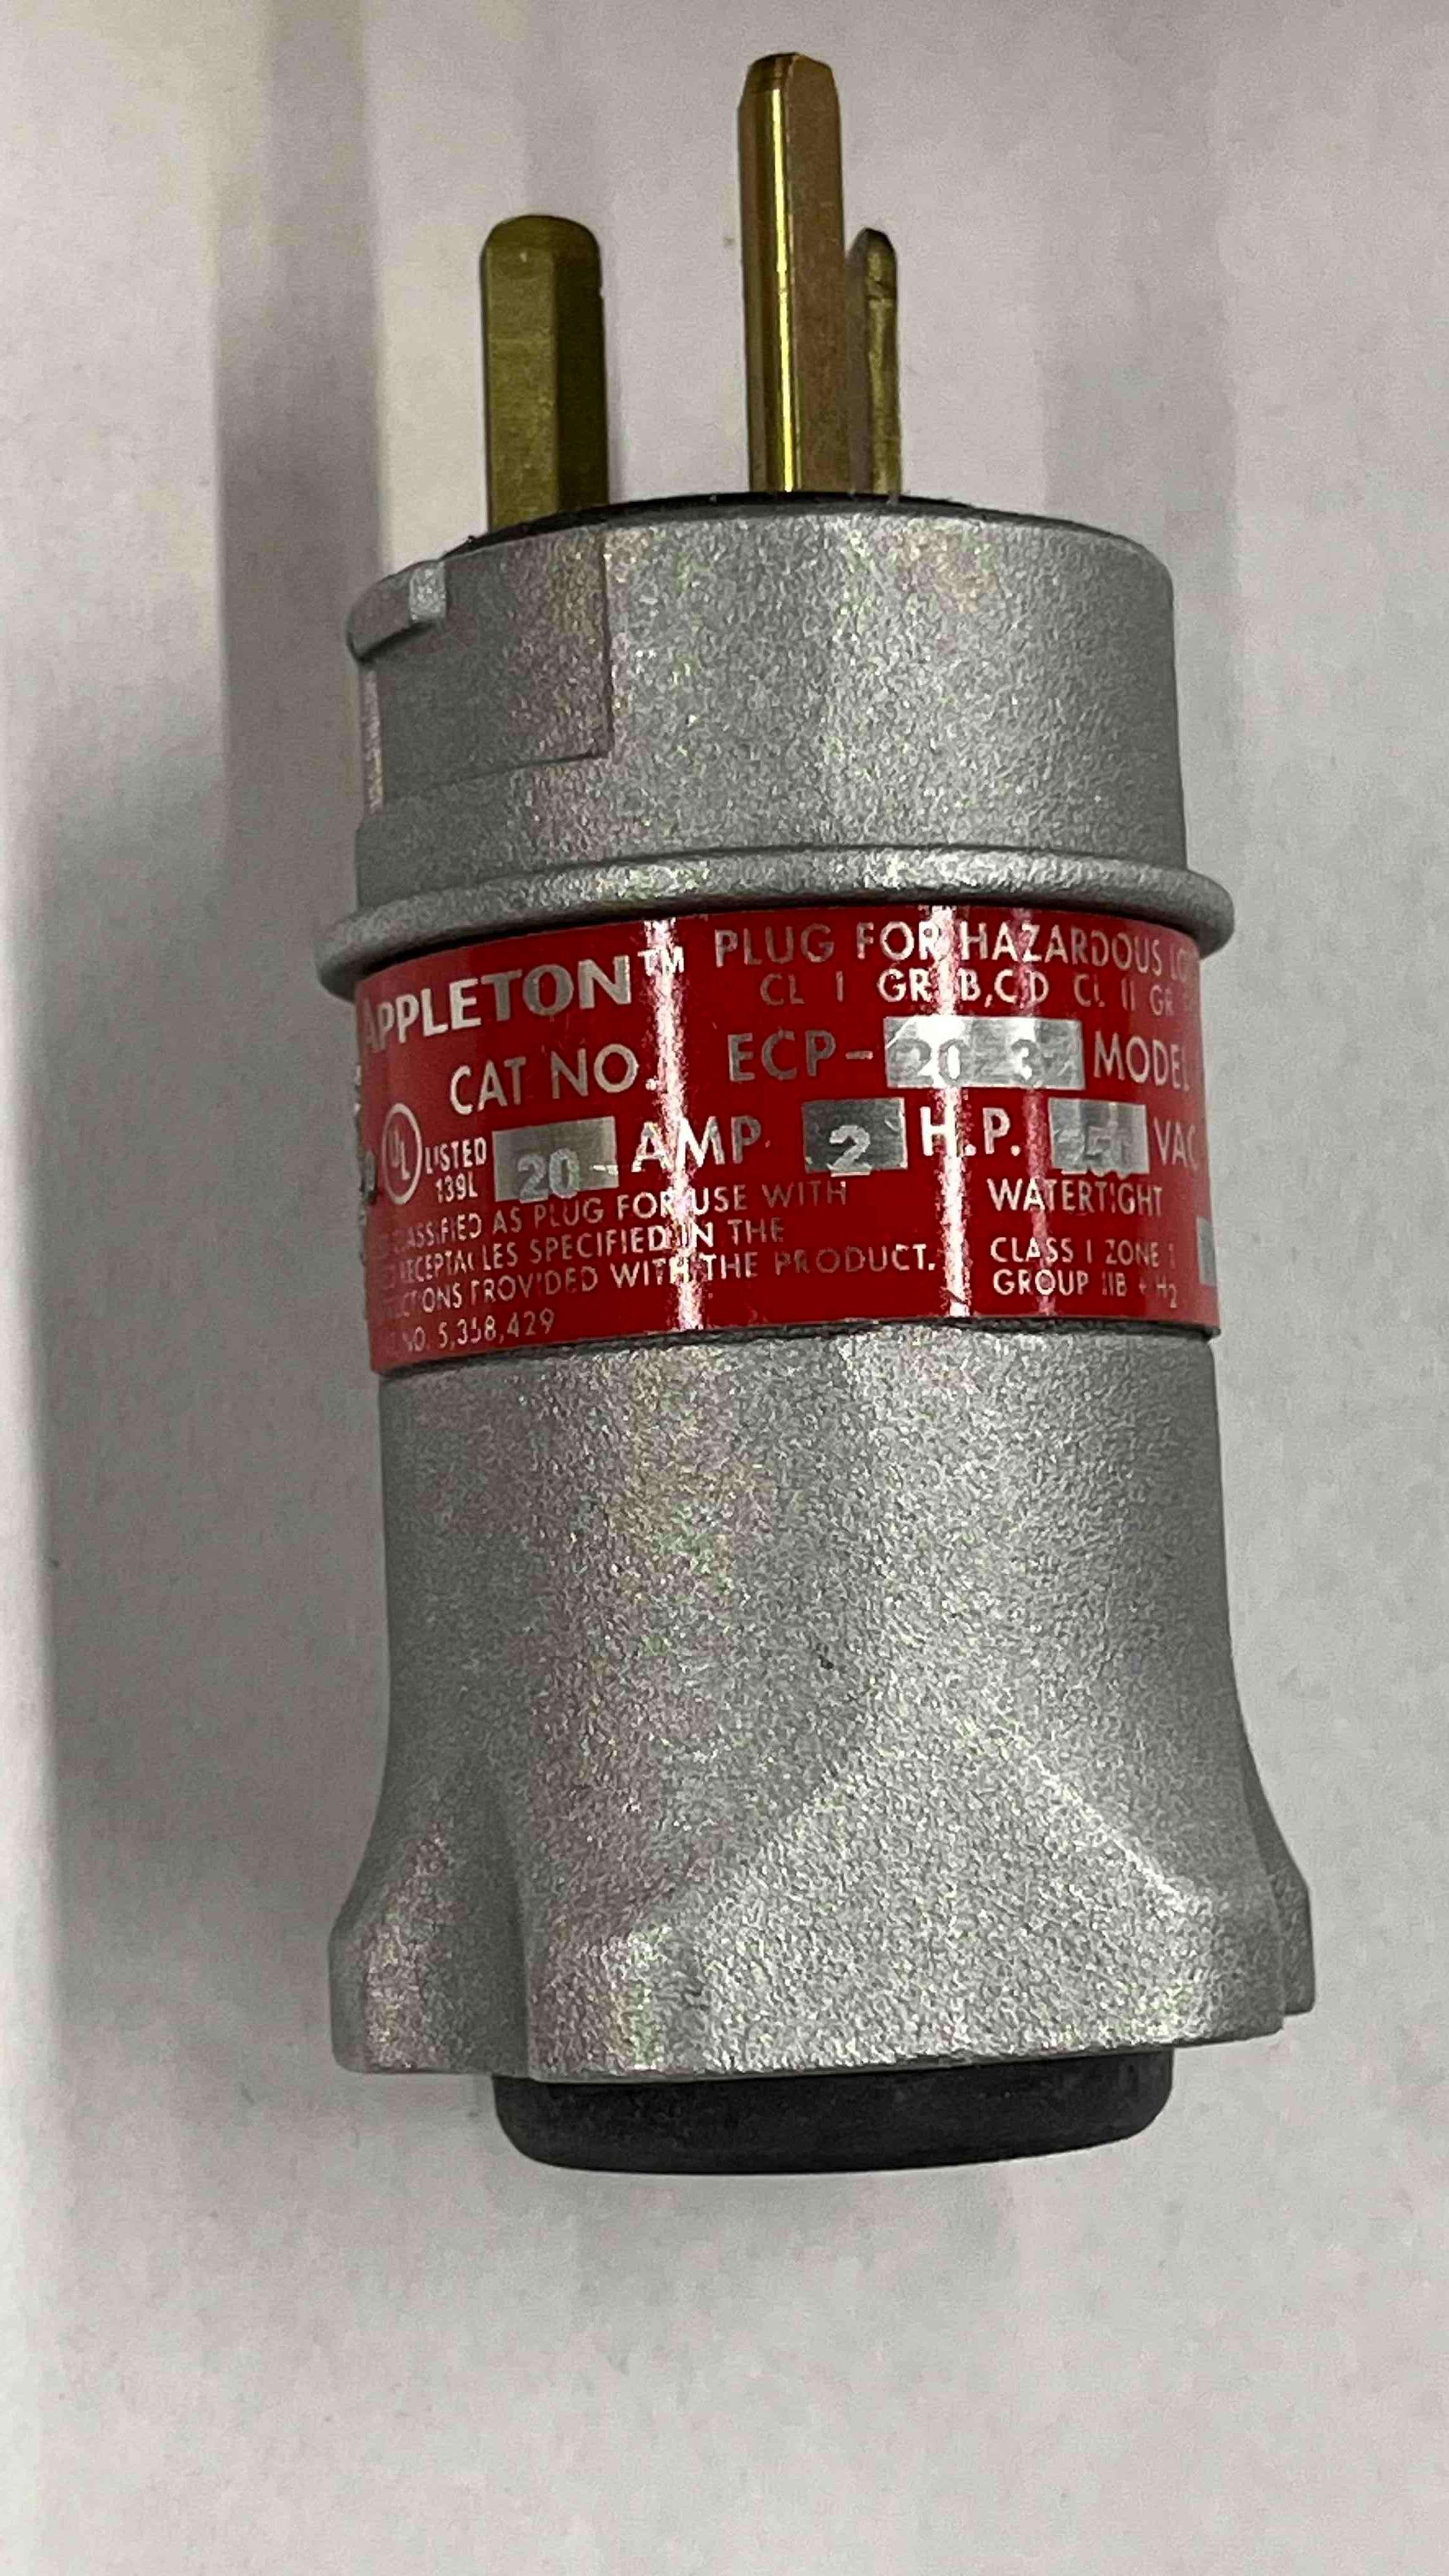 APPLETON™ PLUG FOR HAZARDOUS
CL I GR B,C,D CL II GR
CAT NO. ECP- MODEL
UL LISTED 139L 20 AMP 2 H.P. 250 VAC
CLASSIFIED AS PLUG FOR USE WITH
RECEPTACLES SPECIFIED IN THE
PROVIDED WITH THE PRODUCT.
NO. 5,358,429
WATERTIGHT
CLASS I ZONE 1
GROUP IIB + H2